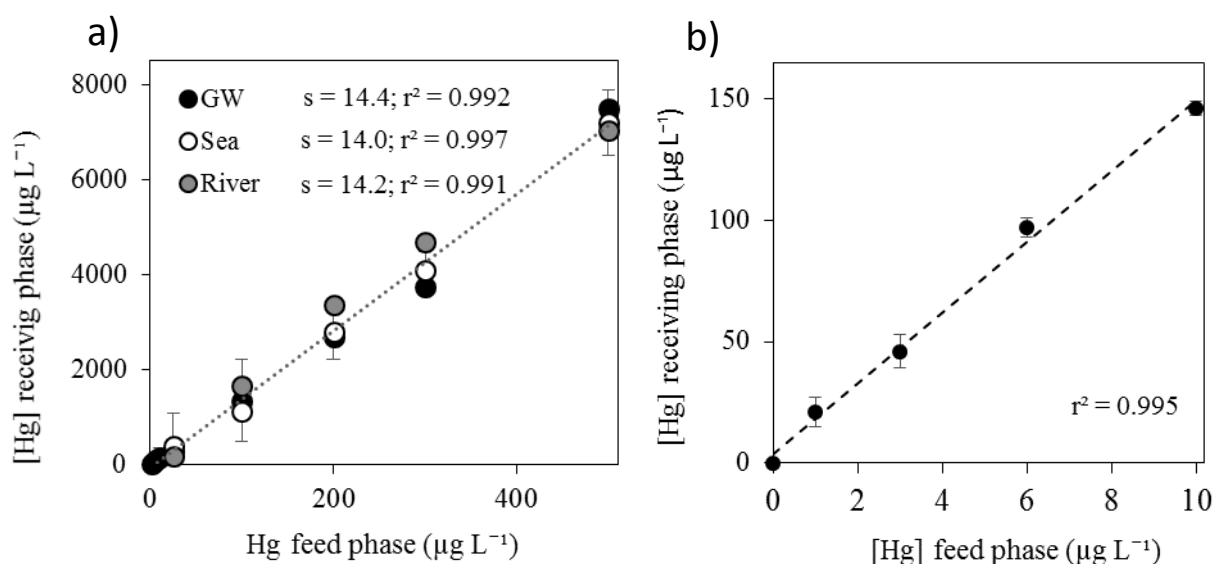 a)
[Hg] receivig phase (µg L⁻¹)
8000
6000
4000
2000
0
GW s = 14.4; r² = 0.992
Sea s = 14.0; r² = 0.997
River s = 14.2; r² = 0.991
0 200 400
Hg feed phase (µg L⁻¹)
b)
[Hg] receiving phase (µg L⁻¹)
150
100
50
0
r² = 0.995
0 2 4 6 8 10
[Hg] feed phase (µg L⁻¹)